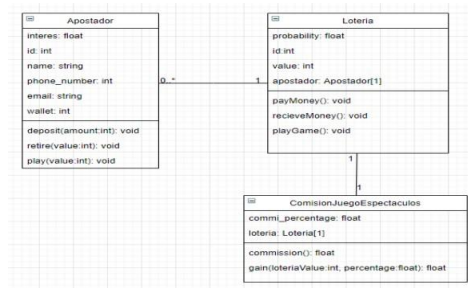 Apostador
interes: float
id: int
name: string
phone_number: int
email: string
wallet: int
deposit(amount:int): void
retire(value:int): void
play(value:int): void
0..*
1
Loteria
probability: float
id:int
value: int
apostador: Apostador[1]
payMoney(): void
recieveMoney(): void
playGame(): void
1
1
ComisionJuegoEspectaculos
commi_percentage: float
loteria: Loteria[1]
commission(): float
gain(loteriaValue:int, percentage:float): float